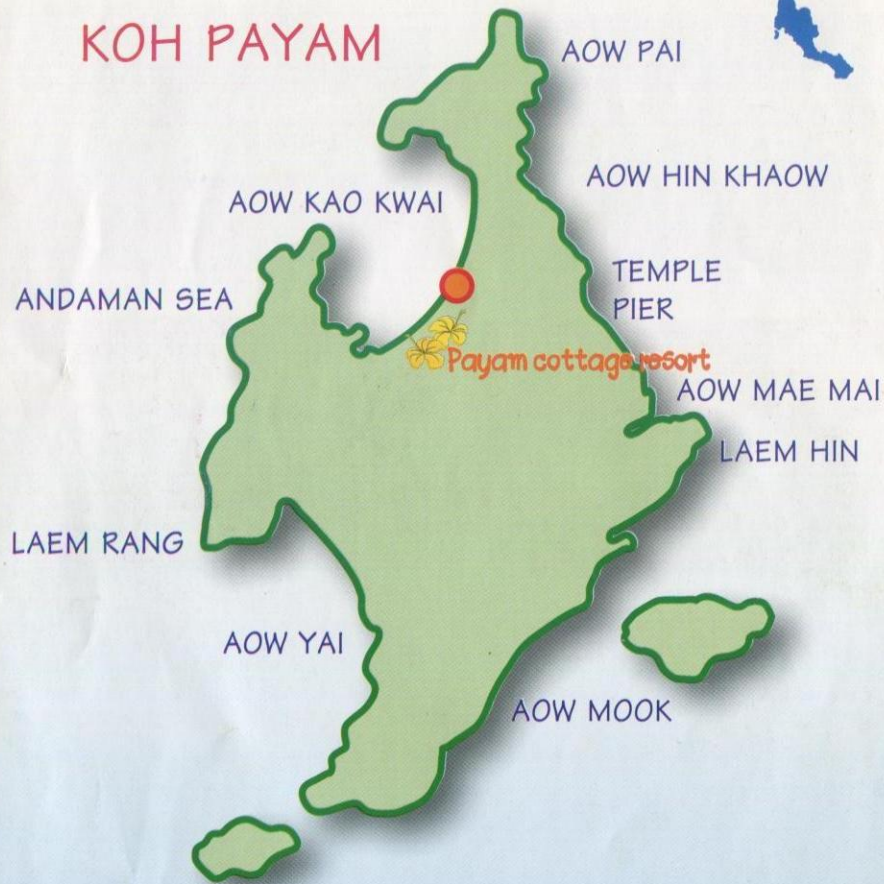 KOH PAYAM
AOW PAI
AOW HIN KHAOW
AOW KAO KWAI
TEMPLE
PIER
ANDAMAN SEA
Payam cottage resort
AOW MAE MAI
LAEM HIN
LAEM RANG
AOW YAI
AOW MOOK